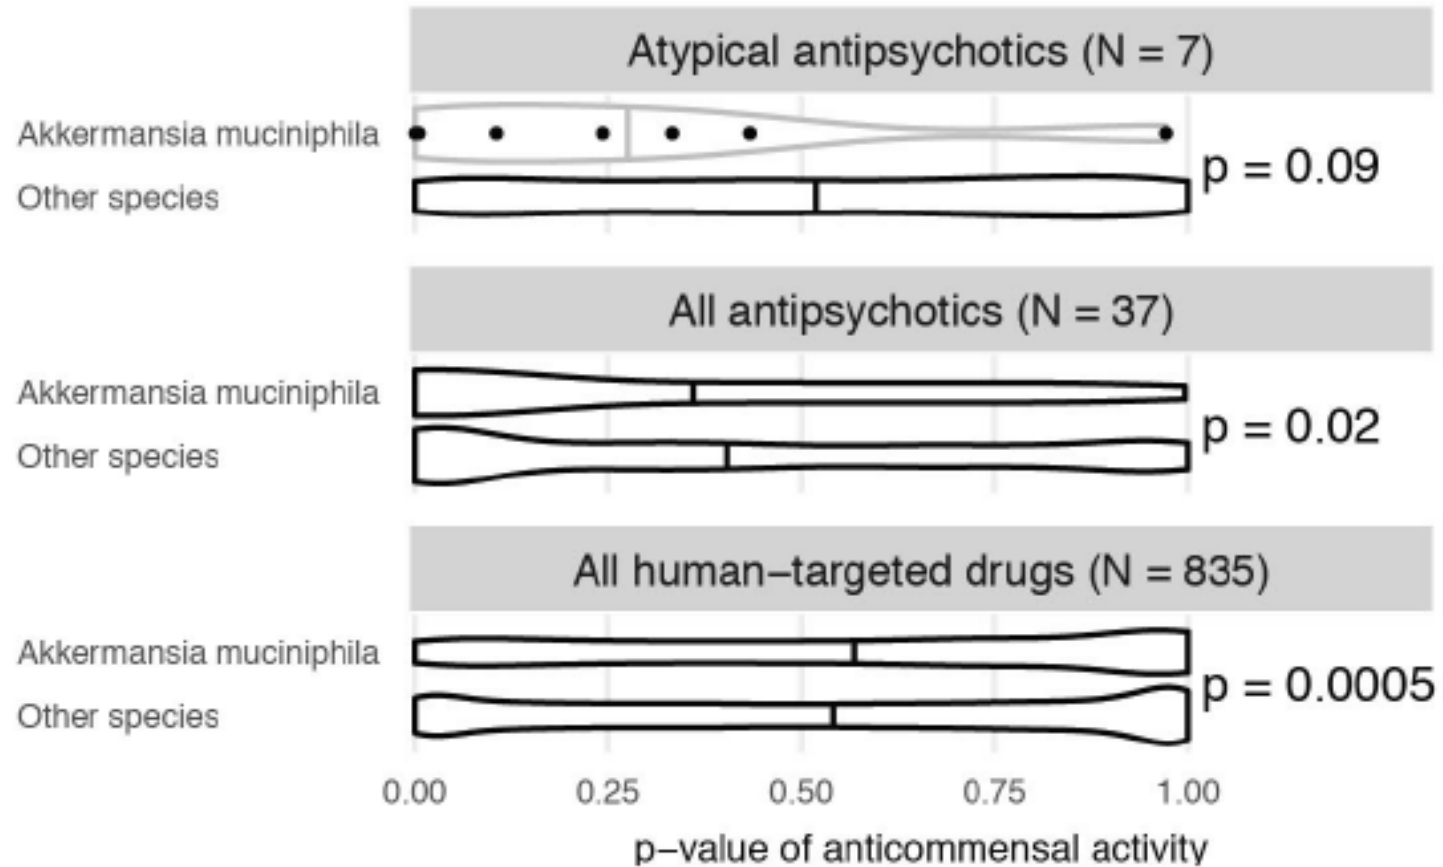 Atypical antipsychotics (N = 7)
Akkermansia muciniphila
p = 0.09
Other species
All antipsychotics (N = 37)
Akkermansia muciniphila
p = 0.02
Other species
All human−targeted drugs (N = 835)
Akkermansia muciniphila
p = 0.0005
Other species
0.00 0.25 0.50 0.75 1.00
p−value of anticommensal activity